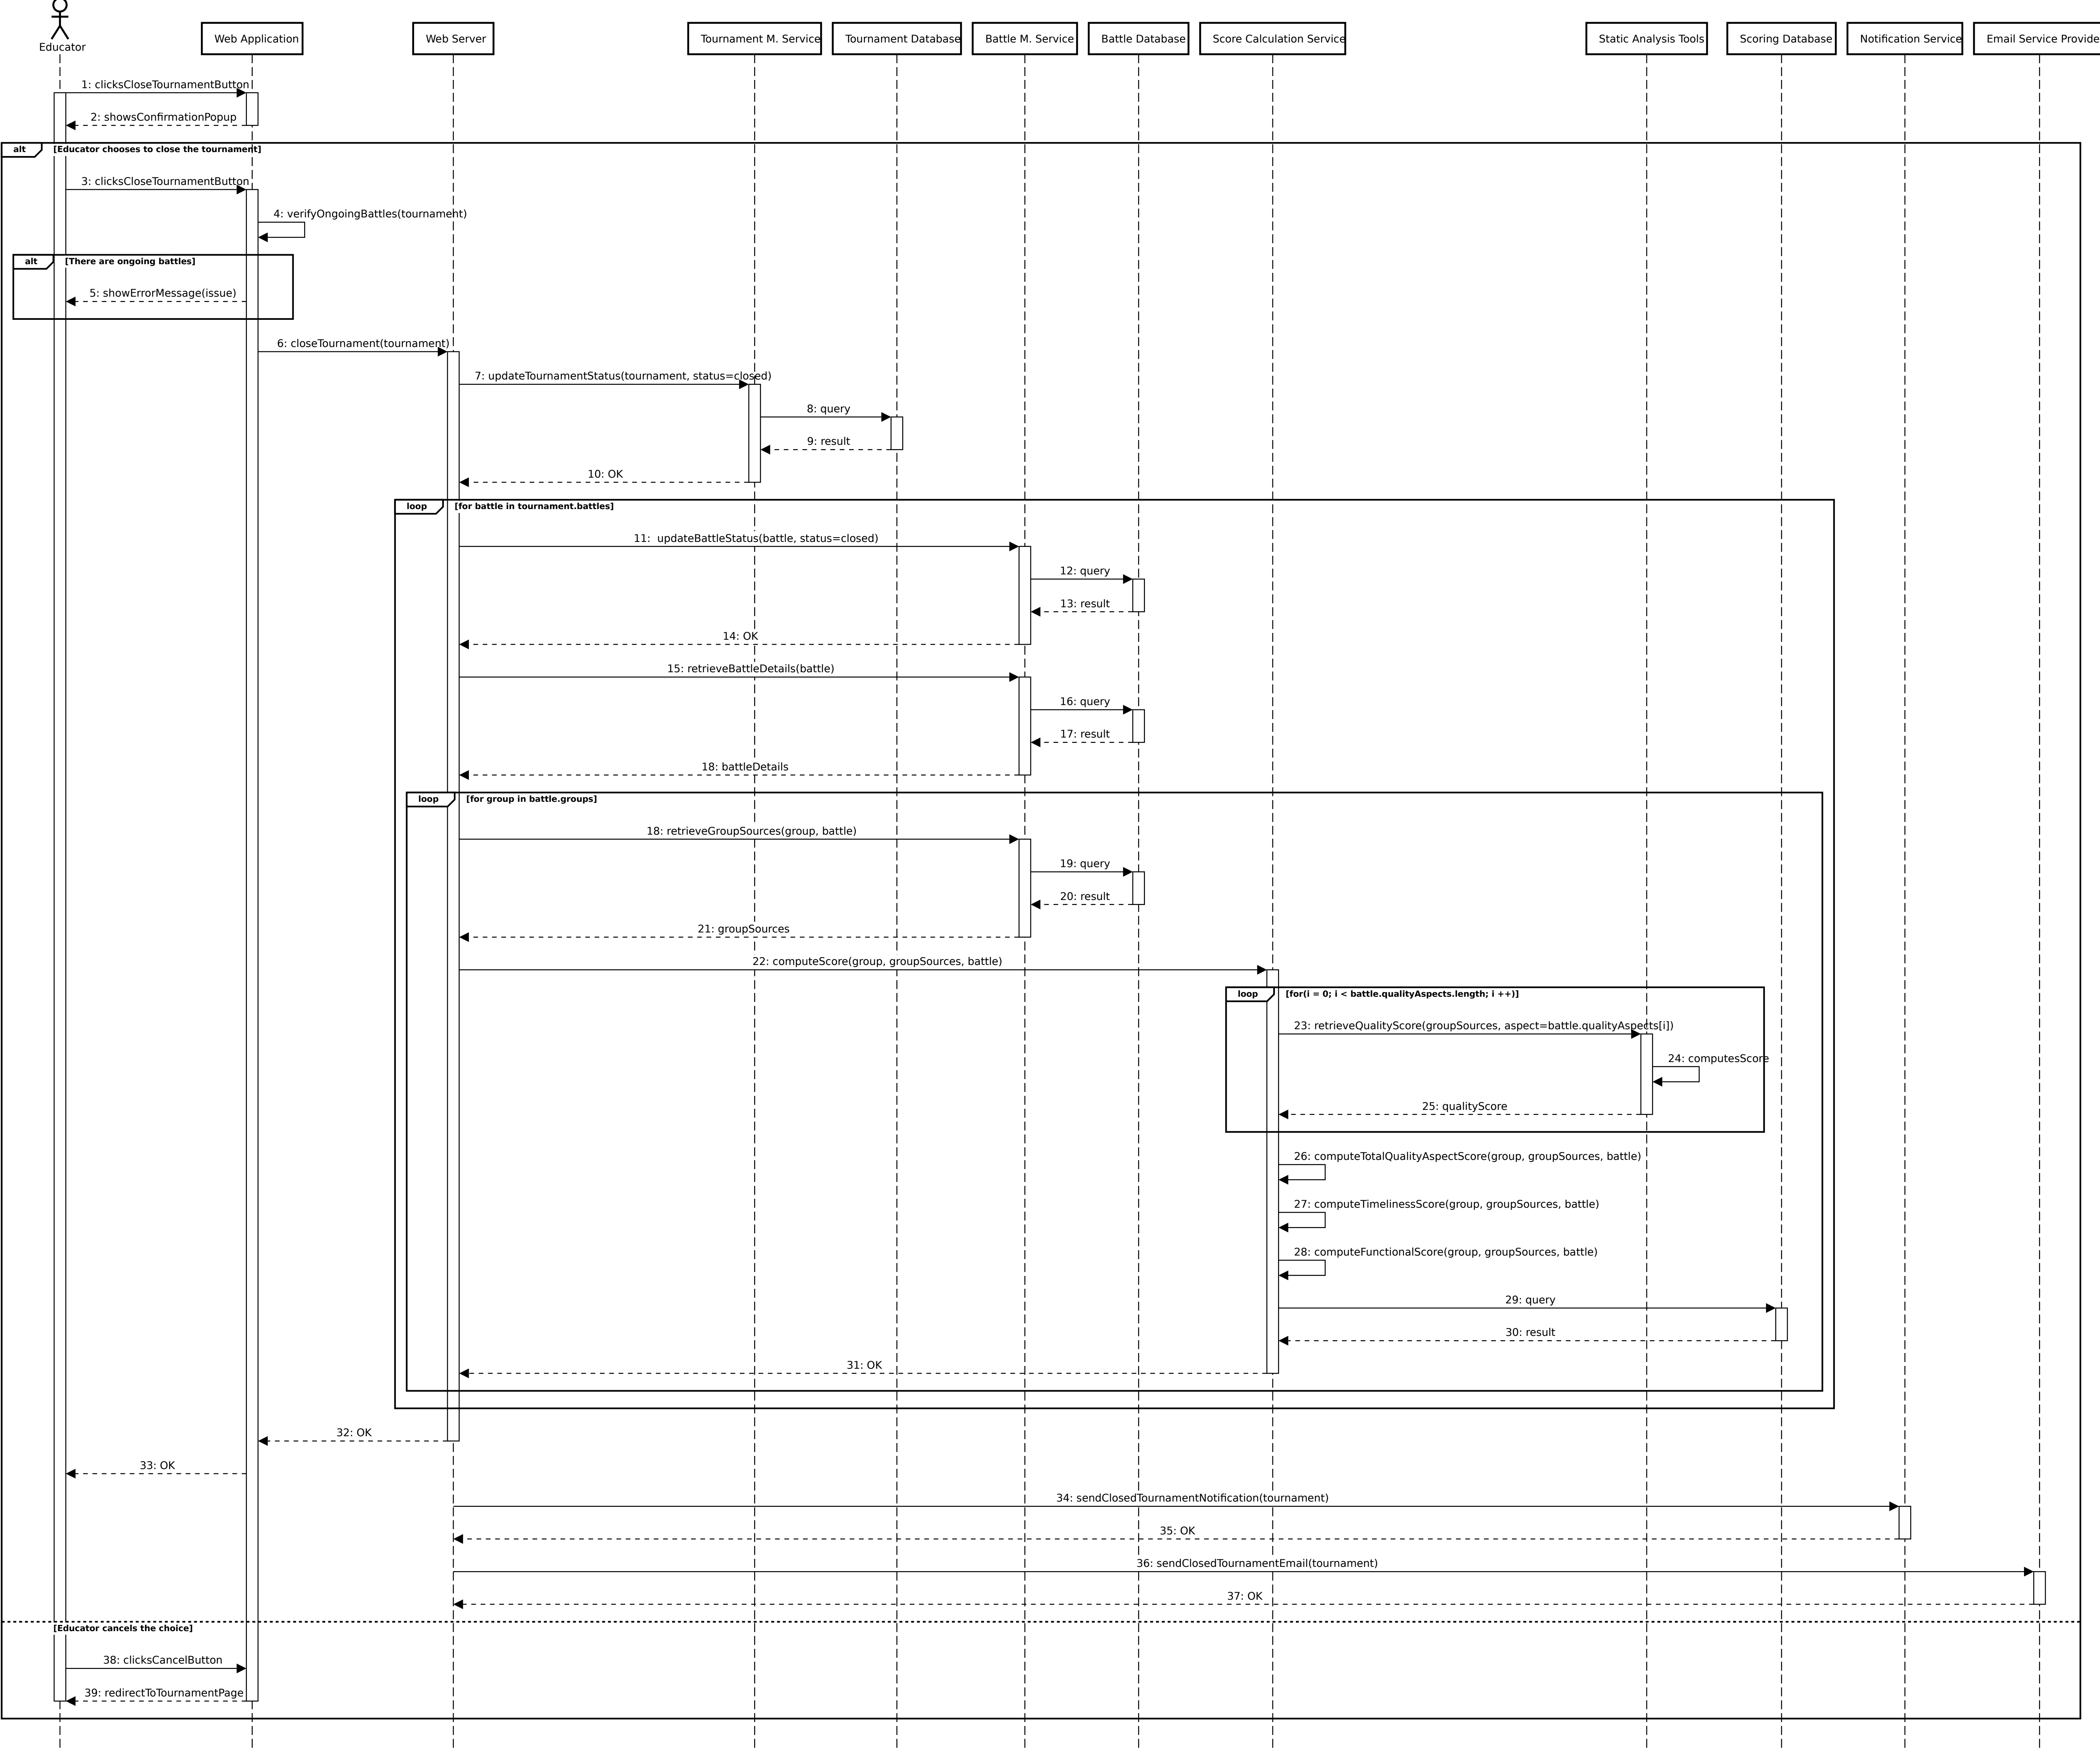 Educator
Web Application
Web Server
Tournament M. Service
Tournament Database
Battle M. Service
Battle Database
Score Calculation Service
Static Analysis Tools
Scoring Database
Notification Service
Email Service Provide
1: clicksCloseTournamentButton
2: showsConfirmationPopup
alt [Educator chooses to close the tournament]
3: clicksCloseTournamentButton
4: verifyOngoingBattles(tournament)
alt [There are ongoing battles]
5: showErrorMessage(issue)
6: closeTournament(tournament)
7: updateTournamentStatus(tournament, status=closed)
8: query
9: result
10: OK
loop [for battle in tournament.battles]
11: updateBattleStatus(battle, status=closed)
12: query
13: result
14: OK
15: retrieveBattleDetails(battle)
16: query
17: result
18: battleDetails
loop [for group in battle.groups]
18: retrieveGroupSources(group, battle)
19: query
20: result
21: groupSources
22: computeScore(group, groupSources, battle)
loop [for(i = 0; i < battle.qualityAspects.length; i ++)]
23: retrieveQualityScore(groupSources, aspect=battle.qualityAspects[i])
24: computesScore
25: qualityScore
26: computeTotalQualityAspectScore(group, groupSources, battle)
27: computeTimelinessScore(group, groupSources, battle)
28: computeFunctionalScore(group, groupSources, battle)
29: query
30: result
31: OK
32: OK
33: OK
34: sendClosedTournamentNotification(tournament)
35: OK
36: sendClosedTournamentEmail(tournament)
37: OK
[Educator cancels the choice]
38: clicksCancelButton
39: redirectToTournamentPage